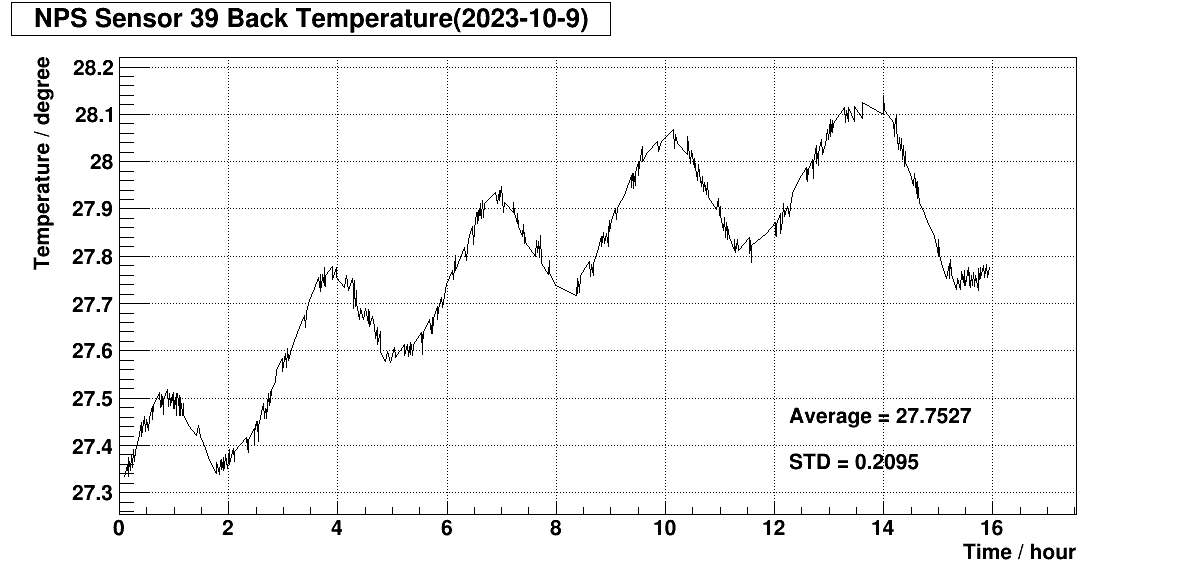 NPS Sensor 39 Back Temperature(2023-10-9)
Temperature / degree
28.2
28.1
28
27.9
27.8
27.7
27.6
27.5
27.4
27.3
Average = 27.7527
STD = 0.2095
0 2 4 6 8 10 12 14 16
Time / hour